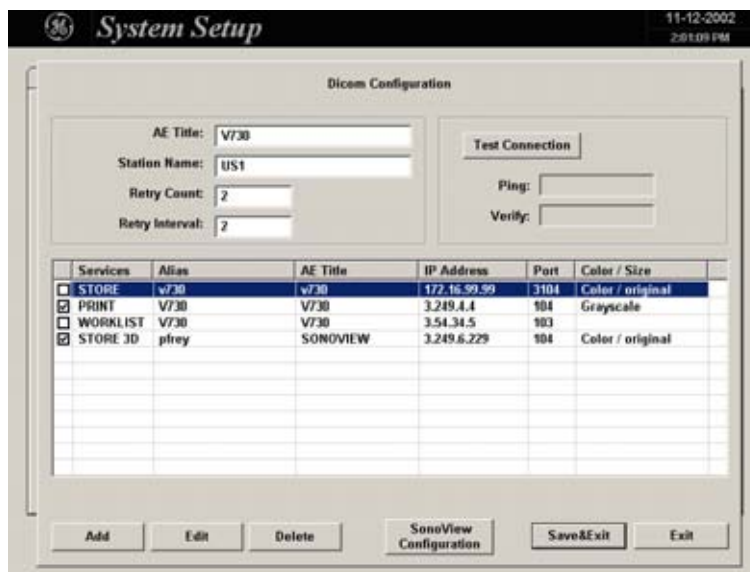 System Setup
11-12-2002
2:01:09 PM
Dicom Configuration
AE Title: V730
Station Name: US1
Retry Count: 2
Retry Interval: 2
Test Connection
Ping:
Verify:
Services Alias AE Title IP Address Port Color / Size
STORE v730 v730 172.16.99.99 3104 Color / original
PRINT V730 V730 3.249.4.4 104 Grayscale
WORKLIST V730 V730 3.54.34.5 103
STORE 3D pfrey SONOVIEW 3.249.6.229 104 Color / original
Add
Edit
Delete
SonoView
Configuration
Save&Exit
Exit